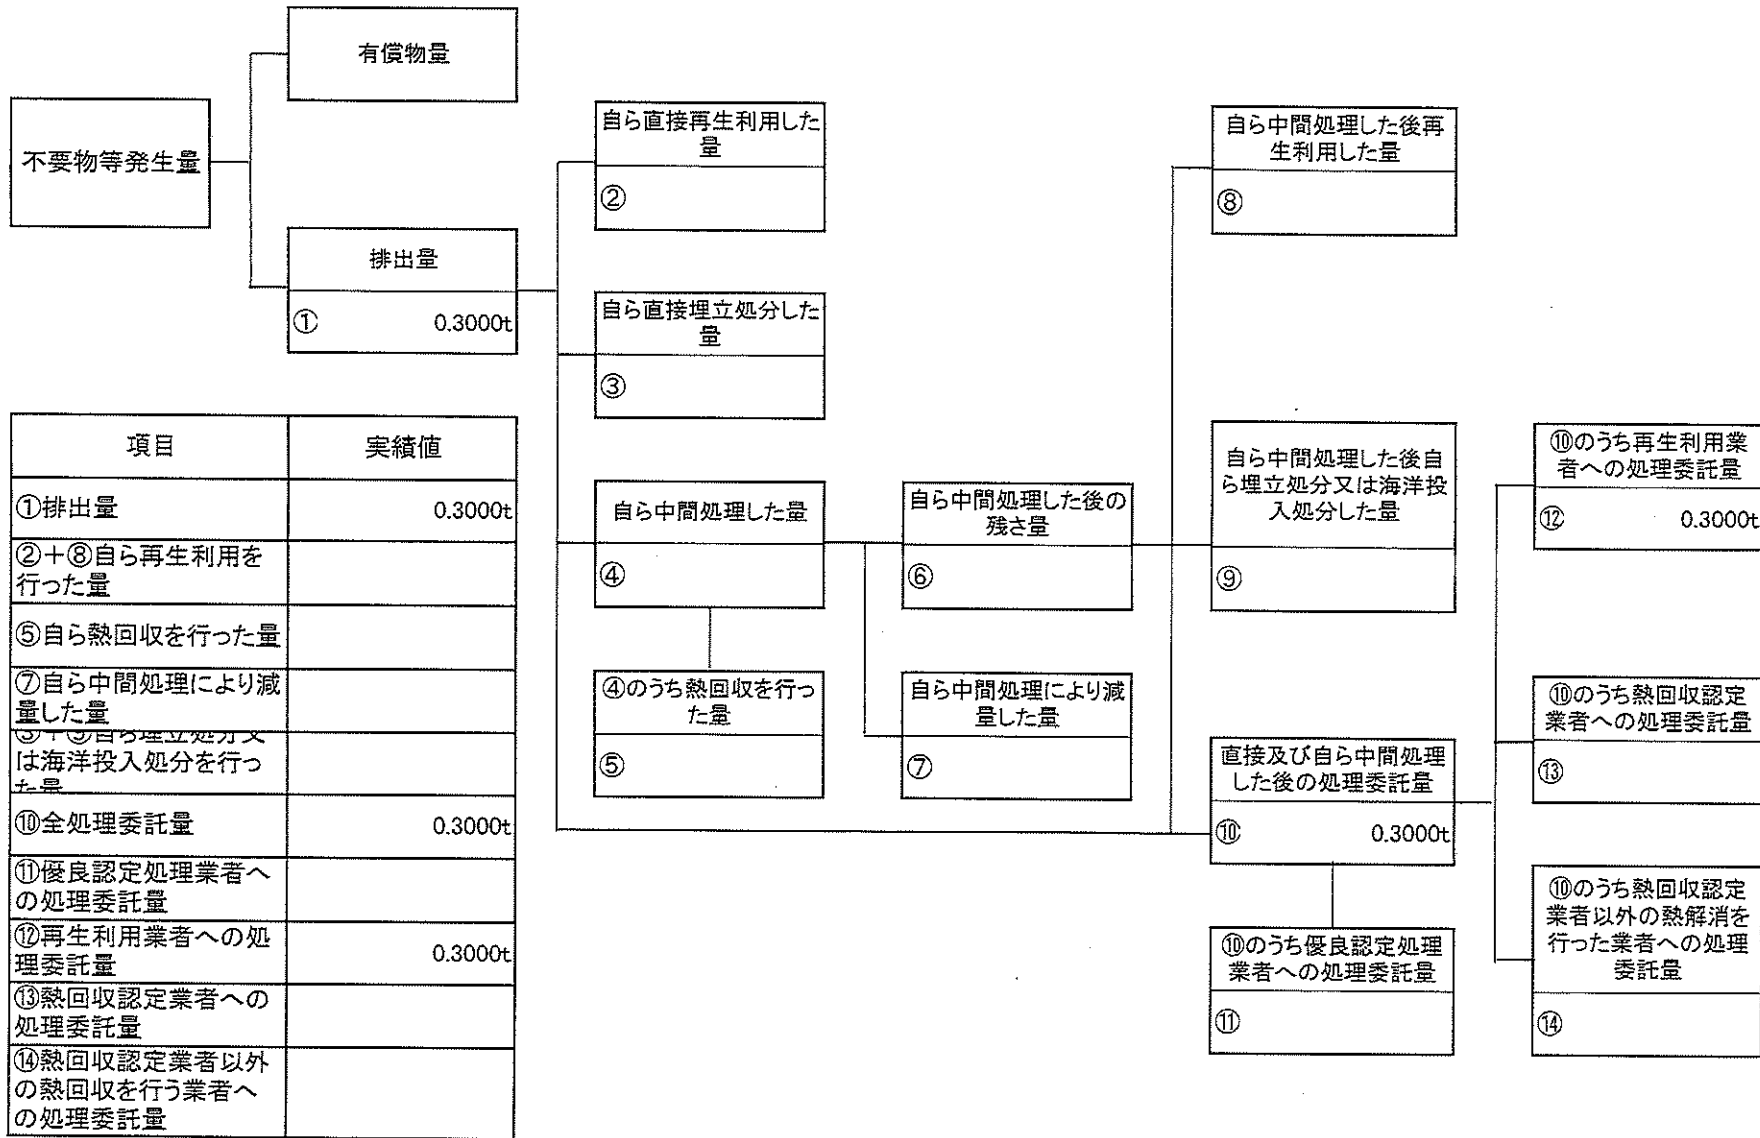 有償物量
不要物等発生量
排出量
① 0.3000t
自ら直接再生利用した
量
②
自ら直接埋立処分した
量
③
自ら中間処理した量
④
④のうち熱回収を行っ
た量
⑤
自ら中間処理した後の
残さ量
⑥
自ら中間処理により減
量した量
⑦
自ら中間処理した後再
生利用した量
⑧
自ら中間処理した後自
ら埋立処分又は海洋投
入処分した量
⑨
直接及び自ら中間処理
した後の処理委託量
⑩ 0.3000t
⑩のうち優良認定処理
業者への処理委託量
⑪
⑩のうち再生利用業
者への処理委託量
⑫ 0.3000t
⑩のうち熱回収認定
業者への処理委託量
⑬
⑩のうち熱回収認定
業者以外の熱解消を
行った業者への処理
委託量
⑭
項目 実績値
①排出量 0.3000t
②+⑧自ら再生利用を
行った量
⑤自ら熱回収を行った量
⑦自ら中間処理により減
量した量
自ら埋立処分又
は海洋投入処分を行っ
た量
⑩全処理委託量 0.3000t
⑪優良認定処理業者へ
の処理委託量
⑫再生利用業者への処
理委託量 0.3000t
⑬熱回収認定業者への
処理委託量
⑭熱回収認定業者以外
の熱回収を行う業者へ
の処理委託量